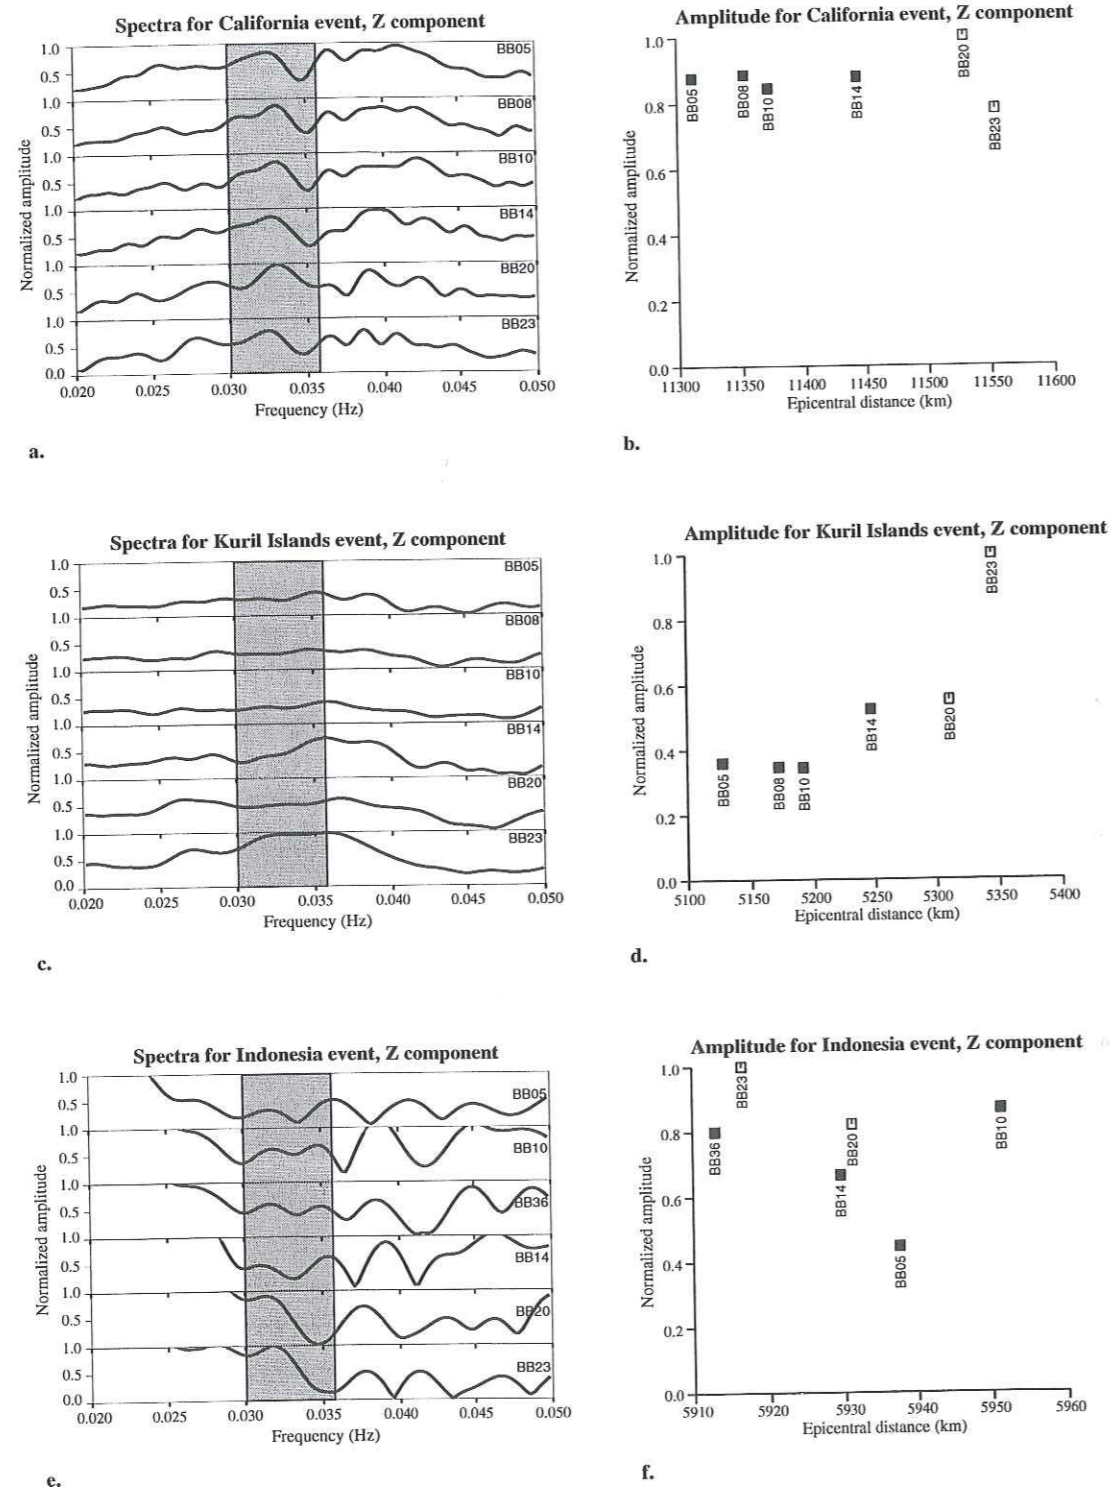 Spectra for California event, Z component
Normalized amplitude
1.0
0.5
BB05
1.0
0.5
BB08
1.0
0.5
BB10
1.0
0.5
BB14
1.0
0.5
BB20
1.0
0.5
0.0
BB23
0.020 0.025 0.030 0.035 0.040 0.045 0.050
Frequency (Hz)
a.
Amplitude for California event, Z component
Normalized amplitude
1.0
0.8
0.6
0.4
0.2
0.0
BB05
BB08
BB10
BB14
BB20
BB23
11300 11350 11400 11450 11500 11550 11600
Epicentral distance (km)
b.
Spectra for Kuril Islands event, Z component
Normalized amplitude
1.0
0.5
BB05
1.0
0.5
BB08
1.0
0.5
BB10
1.0
0.5
BB14
1.0
0.5
BB20
1.0
0.5
0.0
BB23
0.020 0.025 0.030 0.035 0.040 0.045 0.050
Frequency (Hz)
c.
Amplitude for Kuril Islands event, Z component
Normalized amplitude
1.0
0.8
0.6
0.4
0.2
0.0
BB05
BB08
BB10
BB14
BB20
BB23
5100 5150 5200 5250 5300 5350 5400
Epicentral distance (km)
d.
Spectra for Indonesia event, Z component
Normalized amplitude
1.0
0.5
BB05
1.0
0.5
BB10
1.0
0.5
BB36
1.0
0.5
BB14
1.0
0.5
BB20
1.0
0.5
0.0
BB23
0.020 0.025 0.030 0.035 0.040 0.045 0.050
Frequency (Hz)
e.
Amplitude for Indonesia event, Z component
Normalized amplitude
1.0
0.8
0.6
0.4
0.2
0.0
BB36
BB23
BB14
BB20
BB05
BB10
5910 5920 5930 5940 5950 5960
Epicentral distance (km)
f.